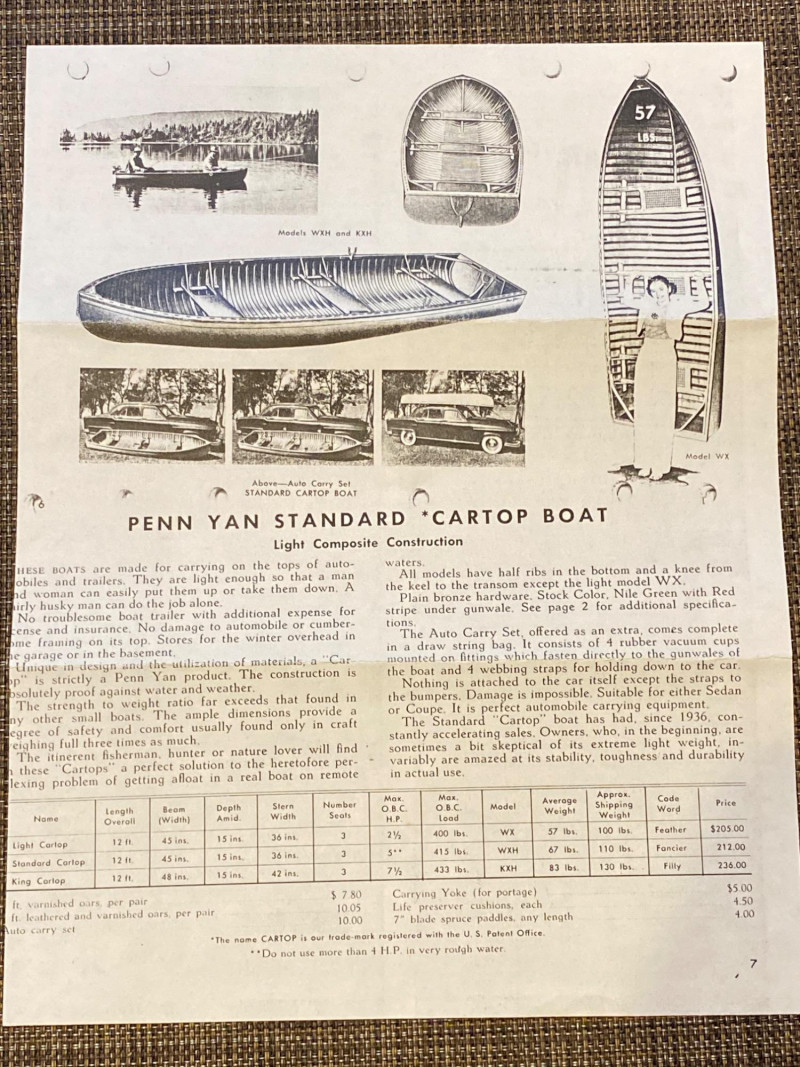 57
LBS.
Models WXH and KXH
Model WX
Above—Auto Carry Set
STANDARD CARTOP BOAT
PENN YAN STANDARD *CARTOP BOAT
Light Composite Construction
HESE BOATS are made for carrying on the tops of auto-
obiles and trailers. They are light enough so that a man
nd woman can easily put them up or take them down. A
irly husky man can do the job alone.
No troublesome boat trailer with additional expense for
cense and insurance. No damage to automobile or cumber-
ome framing on its top. Stores for the winter overhead in
he garage or in the basement.
Unique in design and the utilization of materials, a "Car
op" is strictly a Penn Yan product. The construction is
bsolutely proof against water and weather.
The strength to weight ratio far exceeds that found in
ny other small boats. The ample dimensions provide a
egree of safety and comfort usually found only in craft
eighing full three times as much.
The itinerent fisherman, hunter or nature lover will find
n these "Cartops" a perfect solution to the heretofore per-
lexing problem of getting afloat in a real boat on remote
waters.
All models have half ribs in the bottom and a knee from
the keel to the transom except the light model WX.
Plain bronze hardware. Stock Color, Nile Green with Red
stripe under gunwale. See page 2 for additional specifica-
tions.
The Auto Carry Set, offered as an extra, comes complete
in a draw string bag. It consists of 4 rubber vacuum cups
mounted on fittings which fasten directly to the gunwales of
the boat and 4 webbing straps for holding down to the car.
Nothing is attached to the car itself except the straps to
the bumpers. Damage is impossible. Suitable for either Sedan
or Coupe. It is perfect automobile carrying equipment.
The Standard "Cartop" boat has had, since 1936, con-
stantly accelerating sales. Owners, who, in the beginning, are
sometimes a bit skeptical of its extreme light weight, in-
variably are amazed at its stability, toughness and durability
in actual use.
Name Length Overall Beam (Width) Depth Amid. Stern Width Number Seats Max. O.B.C. H.P. Max. O.B.C. Load Model Average Weight Approx. Shipping Weight Code Word Price
Light Cartop 12 ft. 45 ins. 15 ins. 36 ins. 3 2½ 400 lbs. WX 57 lbs. 100 lbs. Feather $205.00
Standard Cartop 12 ft. 45 ins. 15 ins. 36 ins. 3 5** 415 lbs. WXH 67 lbs. 110 lbs. Fancier 212.00
King Cartop 12 ft. 48 ins. 15 ins. 42 ins. 3 7½ 433 lbs. KXH 83 lbs. 130 lbs. Filly 236.00
ft. varnished oars, per pair $ 7.80
ft. leathered and varnished oars, per pair 10.05
Auto carry set 10.00
Carrying Yoke (for portage) $5.00
Life preserver cushions, each 4.50
7" blade spruce paddles, any length 4.00
*The name CARTOP is our trade-mark registered with the U. S. Patent Office.
**Do not use more than 4 H.P. in very rough water.
7